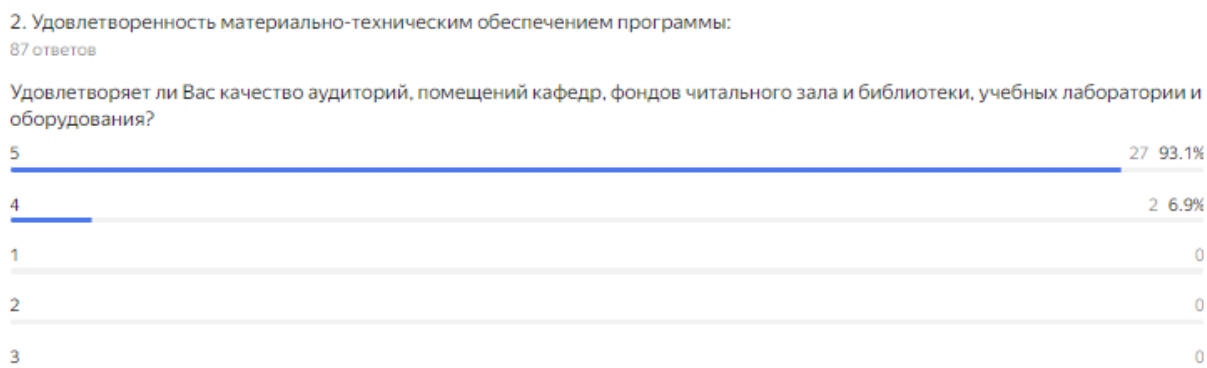 2. Удовлетворенность материально-техническим обеспечением программы:
87 ответов
Удовлетворяет ли Вас качество аудиторий, помещений кафедр, фондов читального зала и библиотеки, учебных лаборатории и
оборудования?
5 27 93.1%
4 2 6.9%
1 0
2 0
3 0